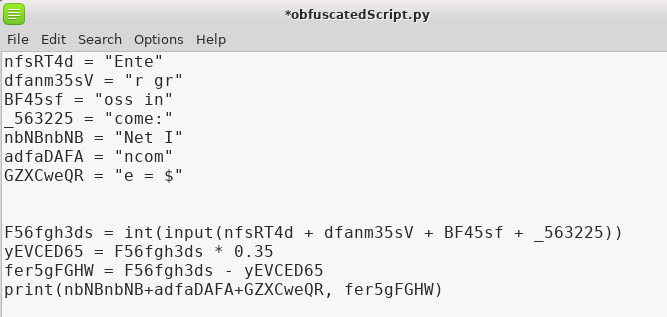 *obfuscatedScript.py
File Edit Search Options Help
nfsRT4d = "Ente"
dfanm35sV = "r gr"
BF45sf = "oss in"
_563225 = "come:"
nbNBnbNB = "Net I"
adfaDAFA = "ncom"
GZXCweQR = "e = $"
F56fgh3ds = int(input(nfsRT4d + dfanm35sV + BF45sf + _563225))
yEVCED65 = F56fgh3ds * 0.35
fer5gFGHW = F56fgh3ds - yEVCED65
print(nbNBnbNB+adfaDAFA+GZXCweQR, fer5gFGHW)